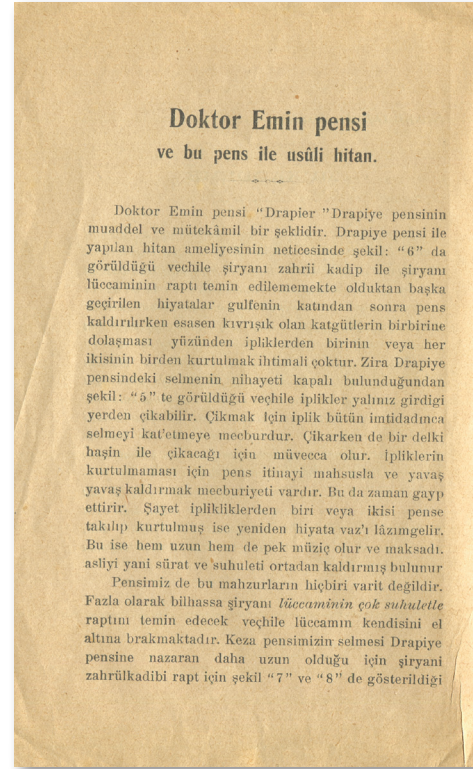 Doktor Emin pensi
ve bu pens ile usûli hitan.
Doktor Emin pensi "Drapier "Drapiye pensinin
muaddel ve mütekâmil bir şeklidir. Drapiye pensi ile
yapılan hitan ameliyesinin neticesinde şekil: "6" da
görüldüğü vechile şiryanı zahrii kadip ile şiryanı
lüccaminin raptı temin edilememekte olduktan başka
geçirilen hiyatalar gulfenin katından sonra pens
kaldırılırken esasen kıvrışık olan katgütlerin birbirine
dolaşması yüzünden ipliklerden birinin veya her
ikisinin birden kurtulmak ihtimali çoktur. Zira Drapiye
pensindeki selmenin nihayeti kapalı bulunduğundan
şekil: "5" te görüldüğü veçhile iplikler yalınız girdigi
yerden çikabilir. Çikmak için iplik bütün imtidadınca
selmeyi kat'etmeye mecburdur. Çikarken de bir delki
haşin ile çikacağı için müvecca olur. İpliklerin
kurtulmaması için pens itinayi mahsusla ve yavaş
yavaş kaldırmak mecburiyeti vardır. Bu da zaman gayp
ettirir. Şayet iplikliklerden biri veya ikisi pense
takılıp kurtulmuş ise yeniden hiyata vaz'ı lâzımgelir.
Bu ise hem uzun hem de pek müziç olur ve maksadı.
asliyi yani sürat ve suhuleti ortadan kaldırmış bulunur
Pensimiz de bu mahzurların hiçbiri varit değildir.
Fazla olarak bilhassa şiryanı lüccaminin çok suhuletle
raptını temin edecek veçhile lüccamın kendisini el
altına brakmaktadır. Keza pensimizin selmesi Drapiye
pensine nazaran daha uzun olduğu için şiryani
zahrülkadibi rapt için şekil "7" ve "8" de gösterildiği